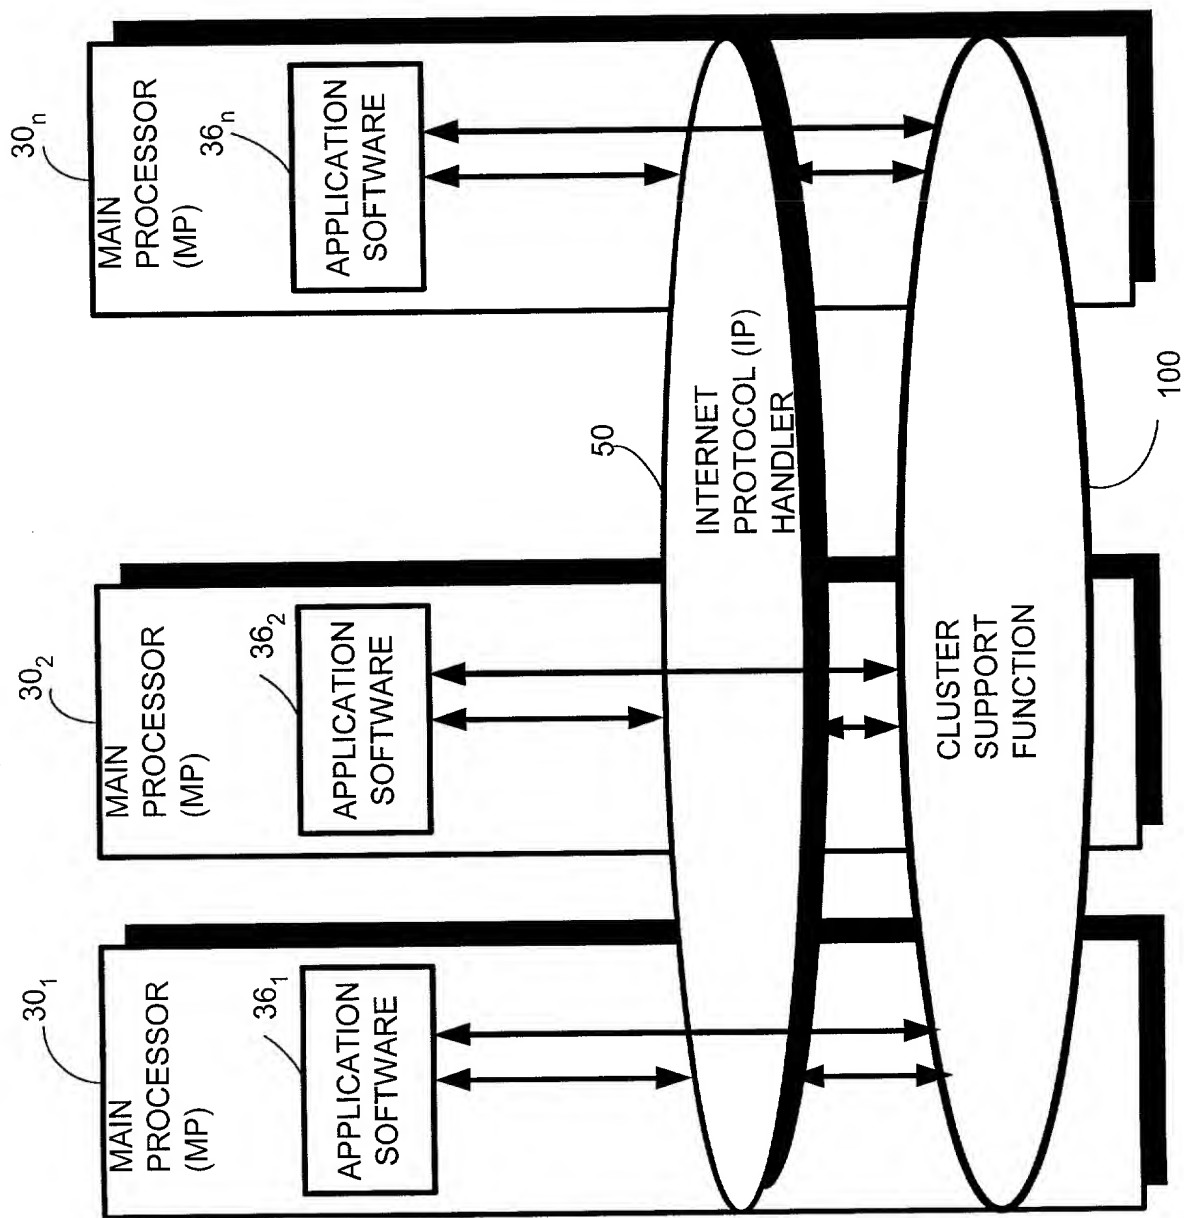 30₁
MAIN
PROCESSOR
(MP)
36₁
APPLICATION
SOFTWARE
30₂
MAIN
PROCESSOR
(MP)
36₂
APPLICATION
SOFTWARE
30ₙ
MAIN
PROCESSOR
(MP)
36ₙ
APPLICATION
SOFTWARE
50
INTERNET
PROTOCOL (IP)
HANDLER
CLUSTER
SUPPORT
FUNCTION
100